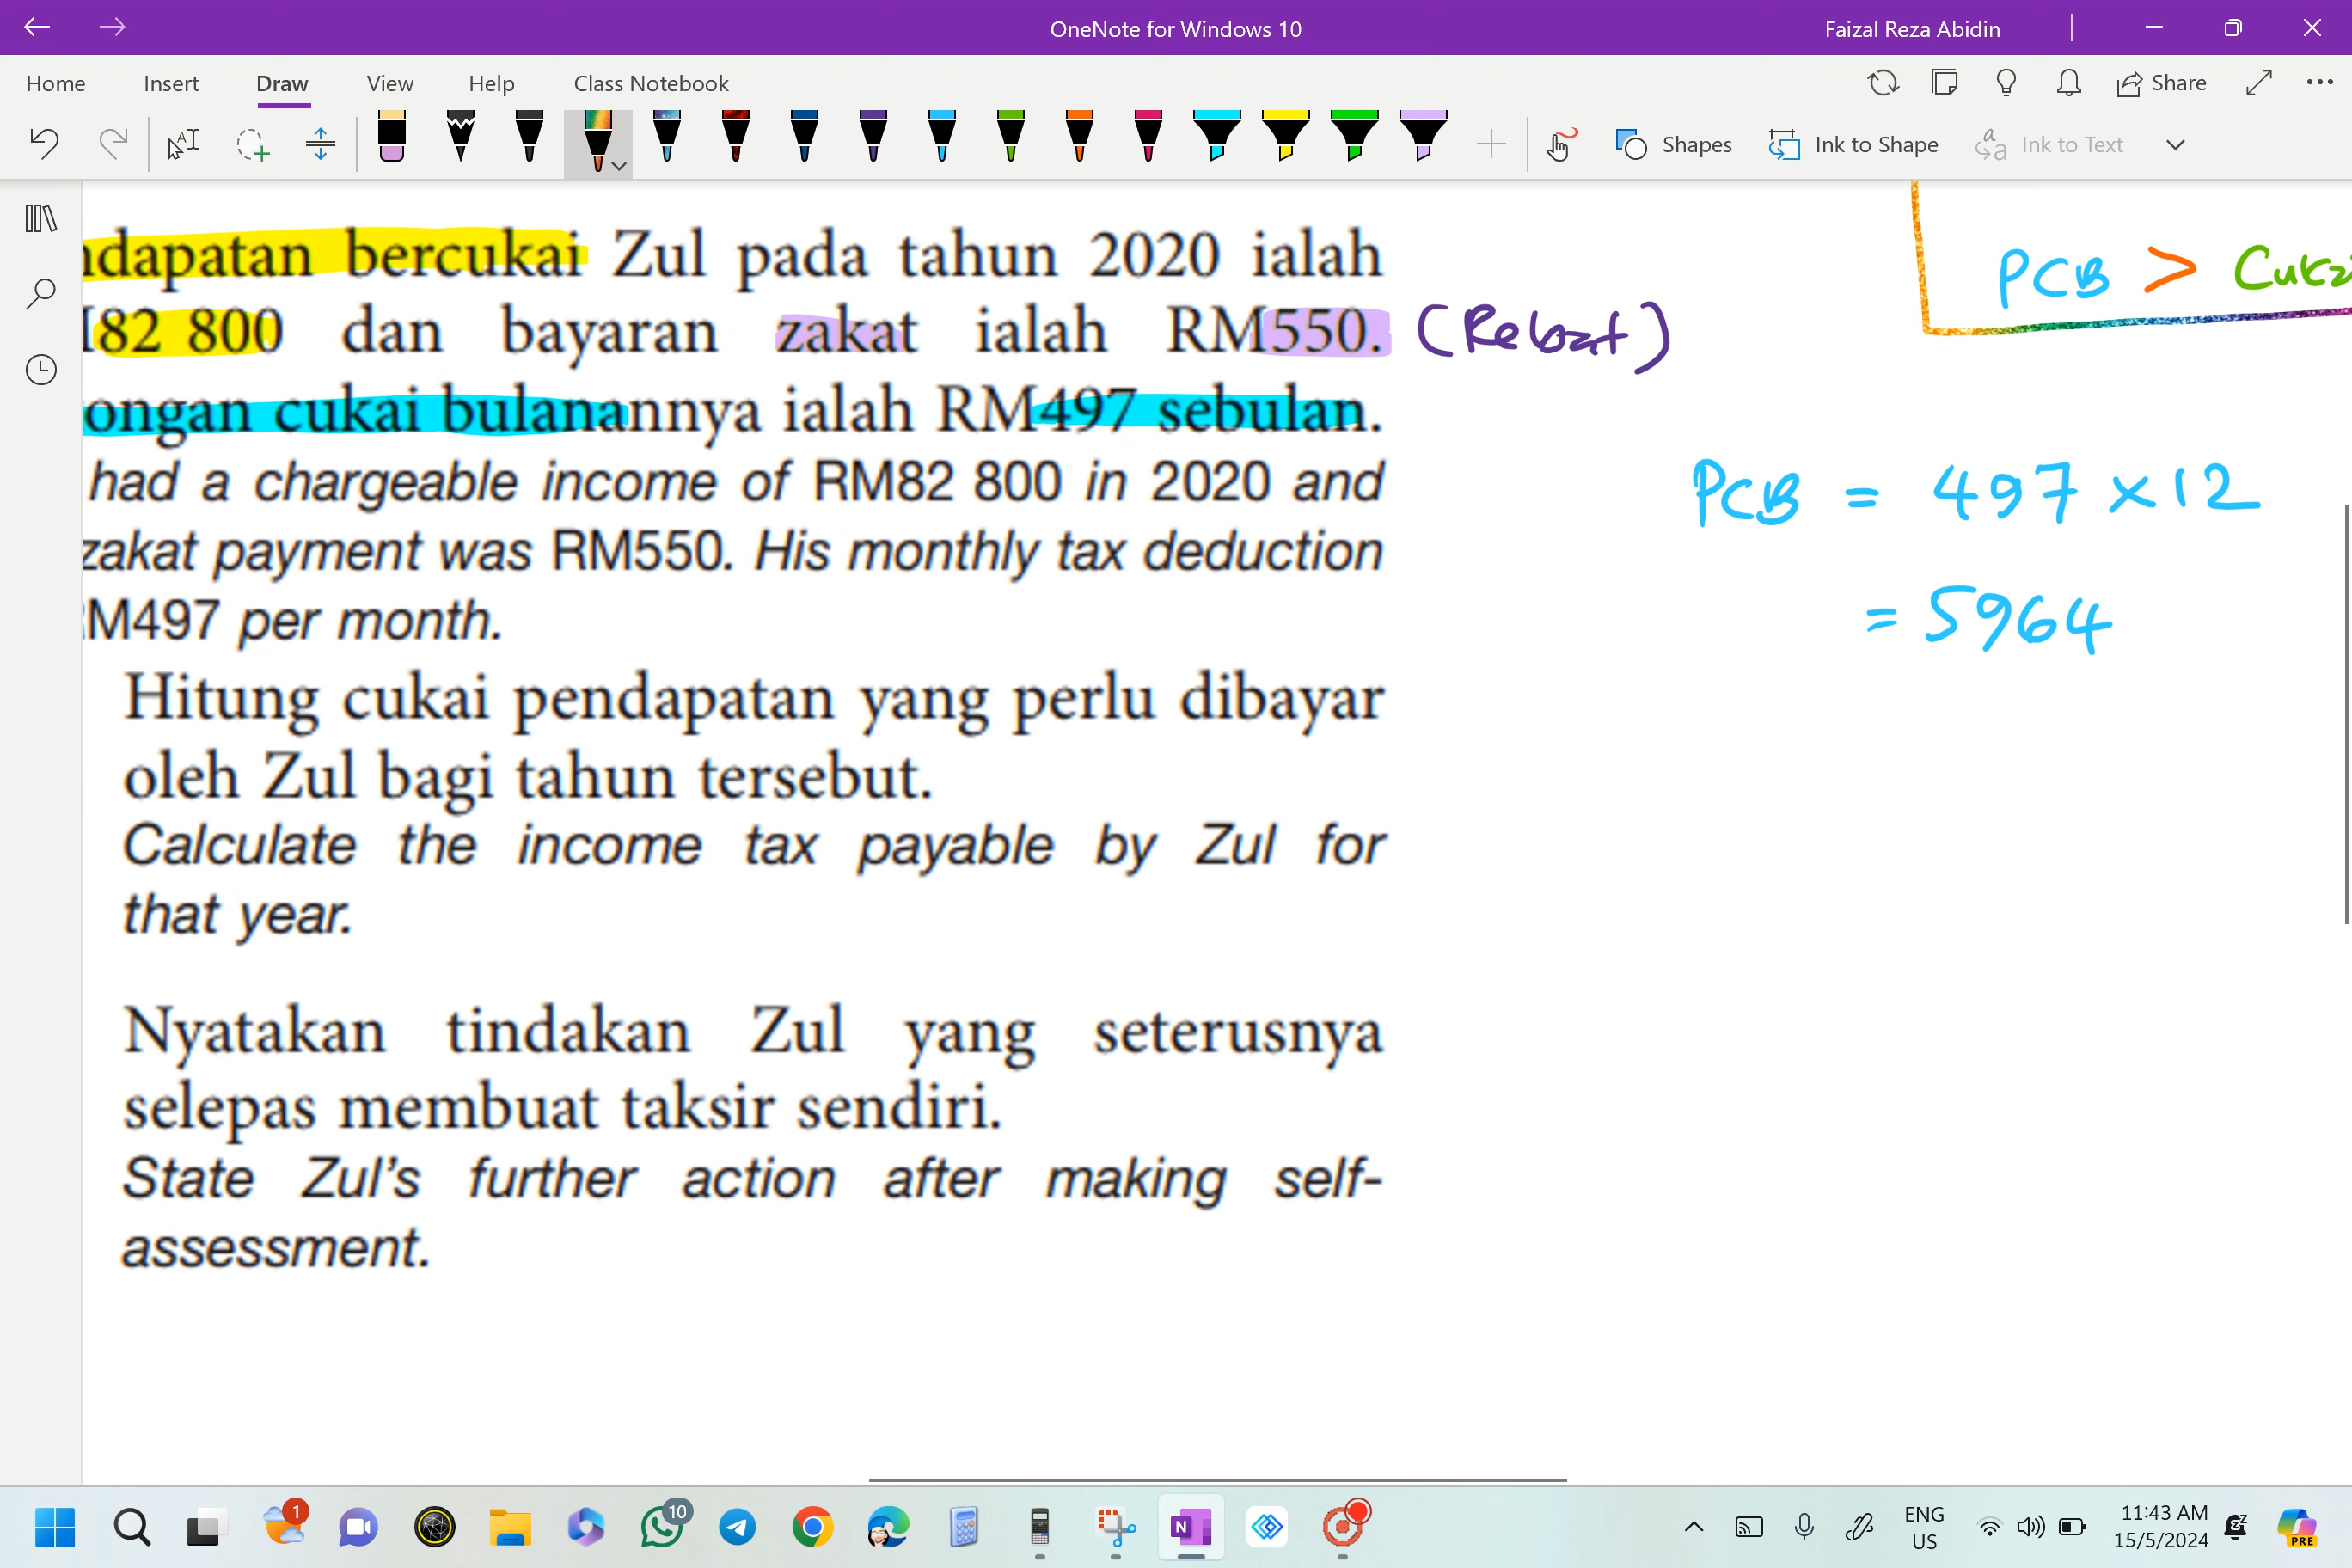 OneNote for Windows 10
Faizal Reza Abidin
Home Insert Draw View Help Class Notebook
Share
Shapes Ink to Shape Ink to Text
ndapatan bercukai Zul pada tahun 2020 ialah
82 800 dan bayaran zakat ialah RM550. (Rebat)
PCB >
ongan cukai bulanannya ialah RM497 sebulan.
had a chargeable income of RM82 800 in 2020 and
zakat payment was RM550. His monthly tax deduction
M497 per month.
PCB = 497 × 12
= 5964
Hitung cukai pendapatan yang perlu dibayar
oleh Zul bagi tahun tersebut.
Calculate the income tax payable by Zul for
that year.
Nyatakan tindakan Zul yang seterusnya
selepas membuat taksir sendiri.
State Zul's further action after making self-
assessment.
1
10
N
ENG
US
11:43 AM
15/5/2024
PRE